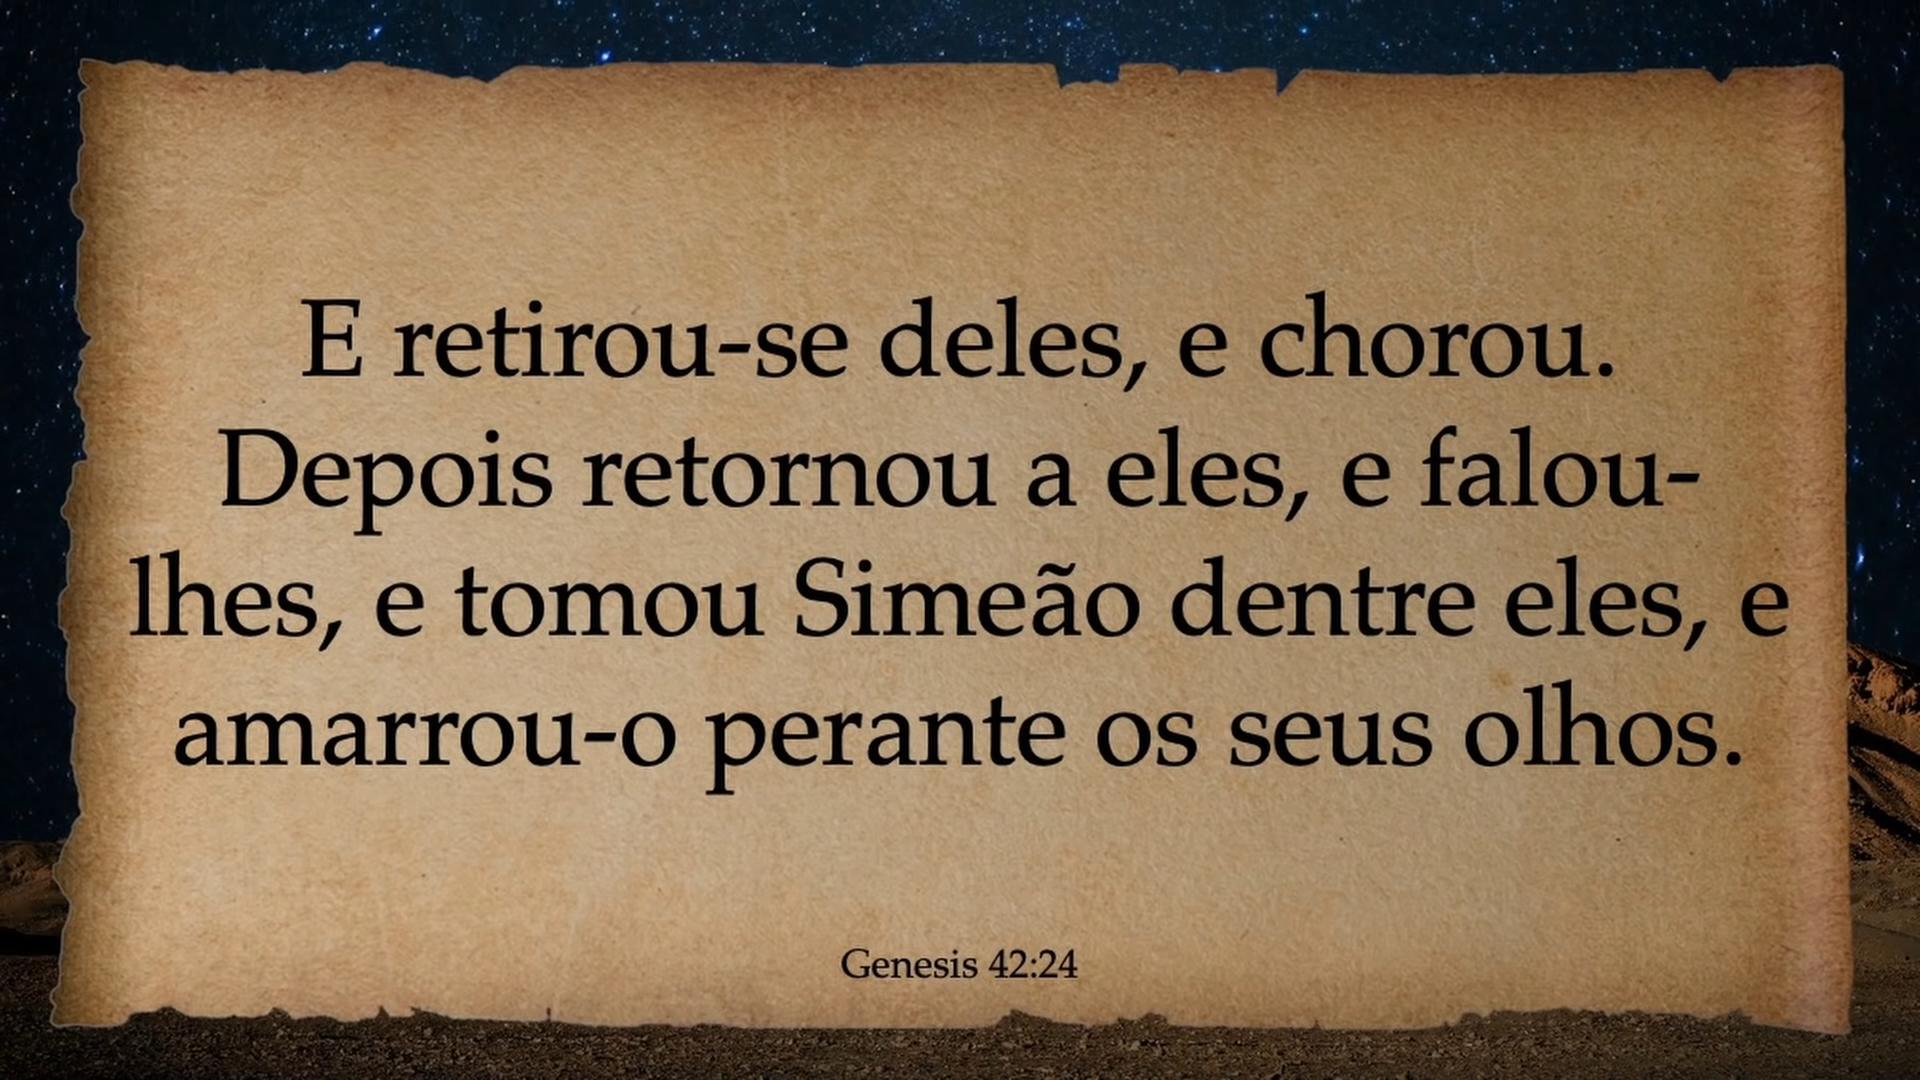 E retirou-se deles, e chorou.
Depois retornou a eles, e falou-
lhes, e tomou Simeão dentre eles, e
amarrou-o perante os seus olhos.
Genesis 42:24